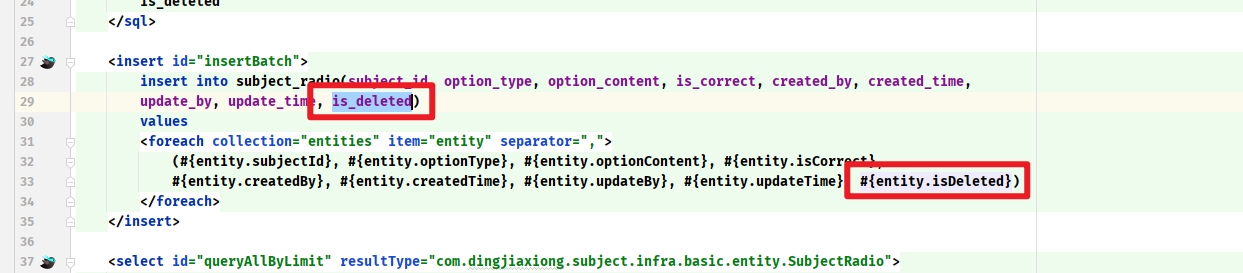 24 is_deleted
25 </sql>
26
27 <insert id="insertBatch">
28 insert into subject_radio(subject_id, option_type, option_content, is_correct, created_by, created_time,
29 update_by, update_time, is_deleted)
30 values
31 <foreach collection="entities" item="entity" separator=",">
32 (#{entity.subjectId}, #{entity.optionType}, #{entity.optionContent}, #{entity.isCorrect},
33 #{entity.createdBy}, #{entity.createdTime}, #{entity.updateBy}, #{entity.updateTime}, #{entity.isDeleted})
34 </foreach>
35 </insert>
36
37 <select id="queryAllByLimit" resultType="com.dingjiaxiong.subject.infra.basic.entity.SubjectRadio">